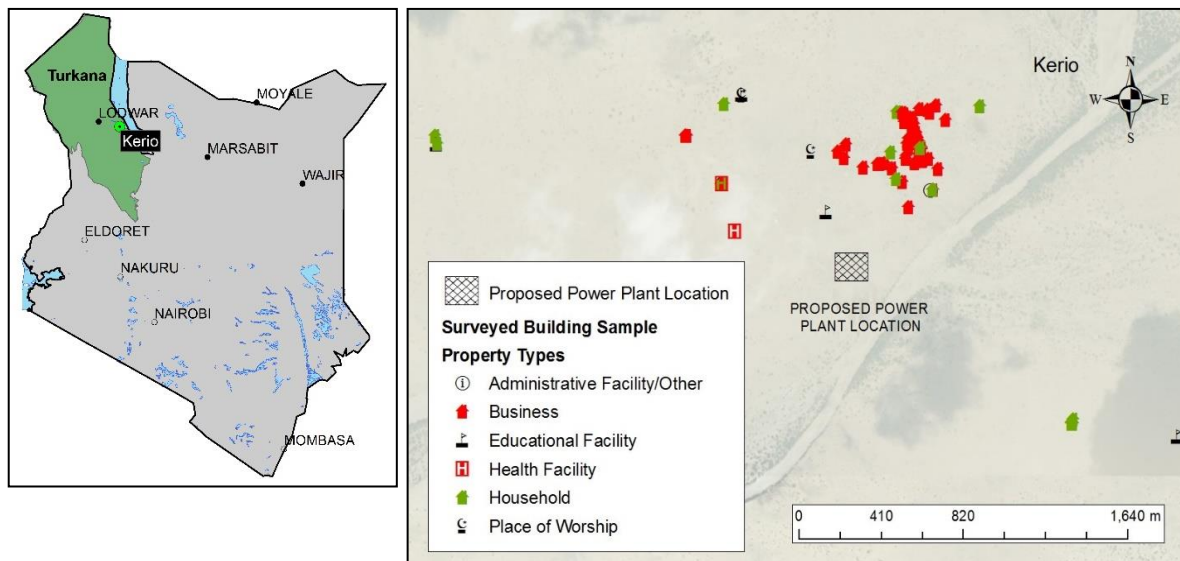 Turkana
LODWAR
Kerio
MOYALE
MARSABIT
WAJIR
ELDORET
NAKURU
NAIROBI
MOMBASA
Kerio
N
W
E
S
H
H
PROPOSED POWER
PLANT LOCATION
Proposed Power Plant Location
Surveyed Building Sample
Property Types
Administrative Facility/Other
Business
Educational Facility
H Health Facility
Household
Place of Worship
0 410 820 1,640 m